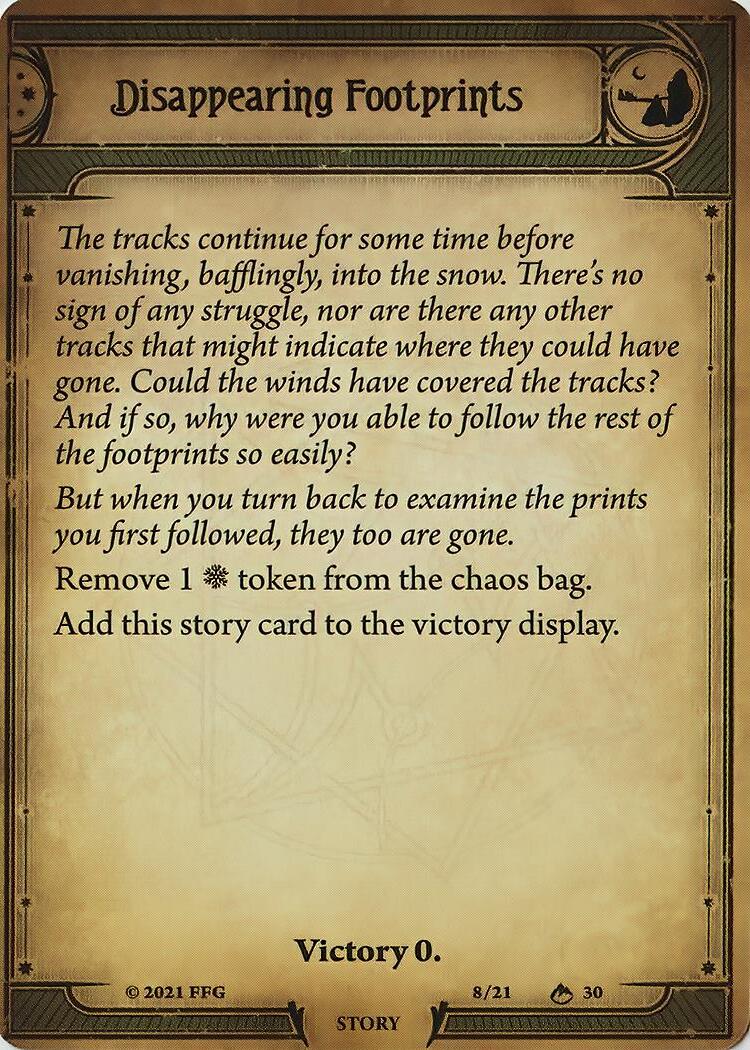 Disappearing Footprints
The tracks continue for some time before
vanishing, bafflingly, into the snow. There's no
sign of any struggle, nor are there any other
tracks that might indicate where they could have
gone. Could the winds have covered the tracks?
And if so, why were you able to follow the rest of
the footprints so easily?
But when you turn back to examine the prints
you first followed, they too are gone.
Remove 1 token from the chaos bag.
Add this story card to the victory display.
Victory 0.
© 2021 FFG 8/21 30
STORY